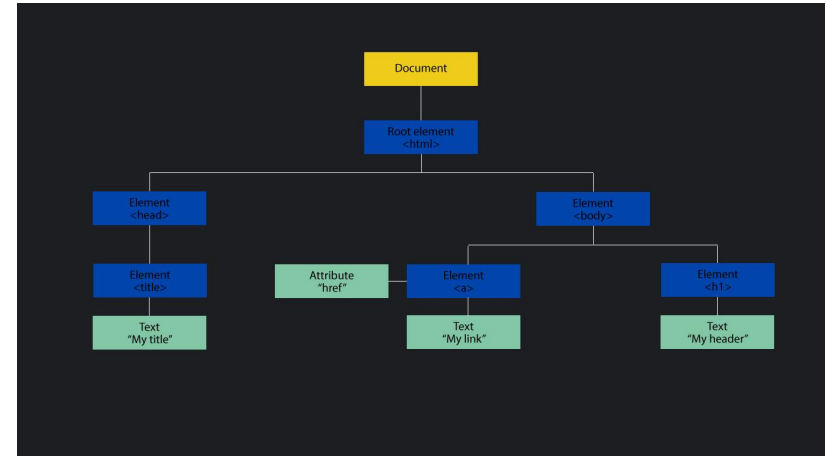 Document
Root element
<html>
Element
<head>
Element
<body>
Element
<title>
Attribute
“href”
Element
<a>
Element
<h1>
Text
“My title”
Text
“My link”
Text
“My header”